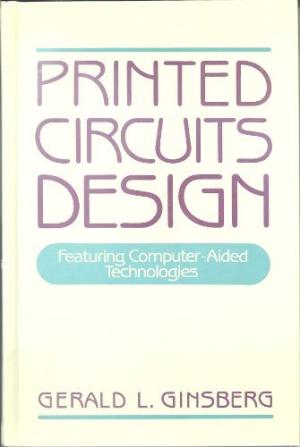 PRINTED
CIRCUITS
DESIGN
Featuring Computer-Aided
Technologies
GERALD L. GINSBERG